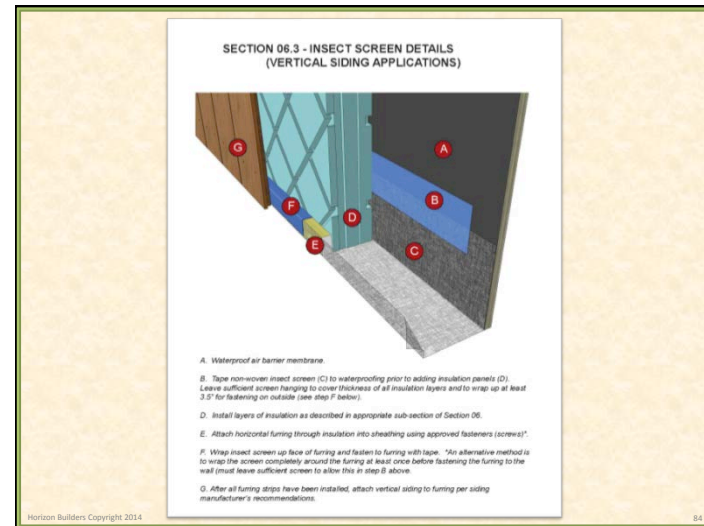 SECTION 06.3 - INSECT SCREEN DETAILS
(VERTICAL SIDING APPLICATIONS)
A
B
C
D
E
F
G
A. Waterproof air barrier membrane.
B. Tape non-woven insect screen (C) to waterproofing prior to adding insulation panels (D).
Leave sufficient screen hanging to cover thickness of all insulation layers and to wrap up at least
3.5" for fastening on outside (see step F below).
D. Install layers of insulation as described in appropriate sub-section of Section 06.
E. Attach horizontal furring through insulation into sheathing using approved fasteners (screws)*.
F. Wrap insect screen up face of furring and fasten to furring with tape. *An alternative method is
to wrap the screen completely around the furring at least once before fastening the furring to the
wall (must leave sufficient screen to allow this in step B above.
G. After all furring strips have been installed, attach vertical siding to furring per siding
manufacturer's recommendations.
Horizon Builders Copyright 2014
84